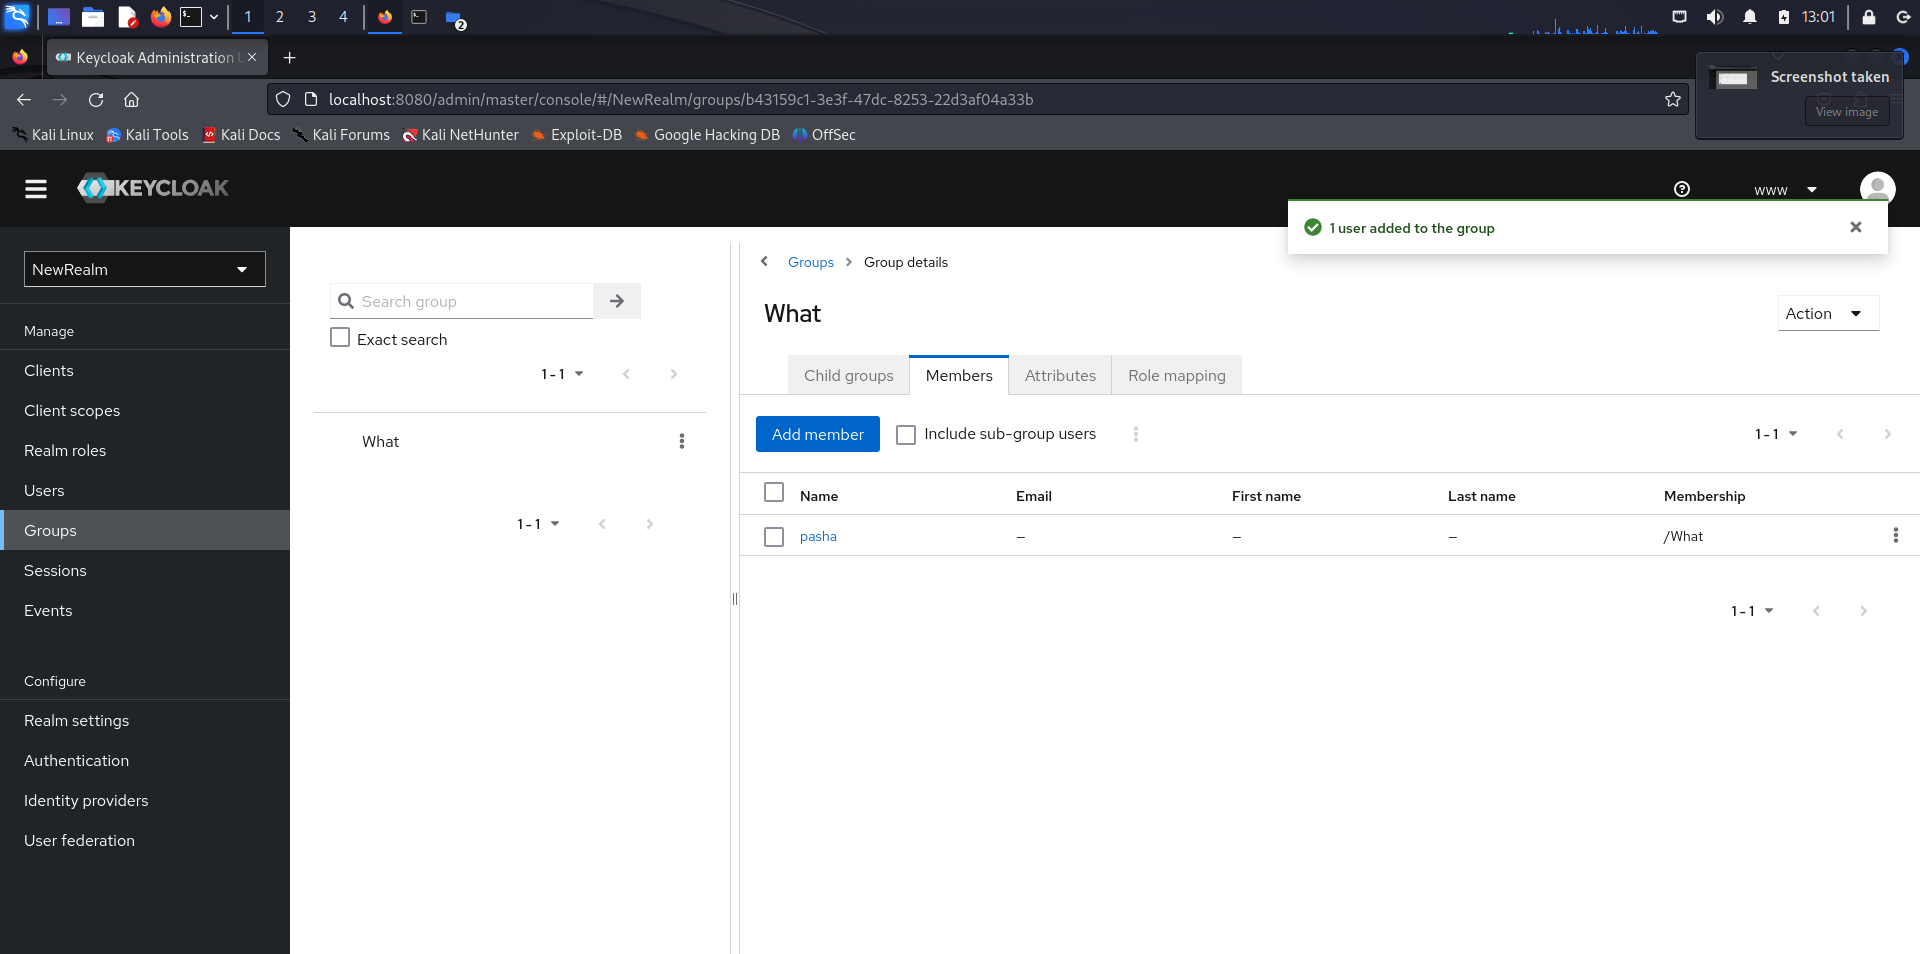 1 2 3 4
2
13:01
Keycloak Administration
localhost:8080/admin/master/console/#/NewRealm/groups/b43159c1-3e3f-47dc-8253-22d3af04a33b
Screenshot taken
View image
Kali Linux Kali Tools Kali Docs Kali Forums Kali NetHunter Exploit-DB Google Hacking DB OffSec
KEYCLOAK
www
1 user added to the group
NewRealm
Manage
Clients
Client scopes
Realm roles
Users
Groups
Sessions
Events
Configure
Realm settings
Authentication
Identity providers
User federation
Search group
Exact search
1 - 1
What
1 - 1
Groups Group details
What
Action
Child groups Members Attributes Role mapping
Add member Include sub-group users 1 - 1
Name Email First name Last name Membership
pasha – – – /What
1 - 1